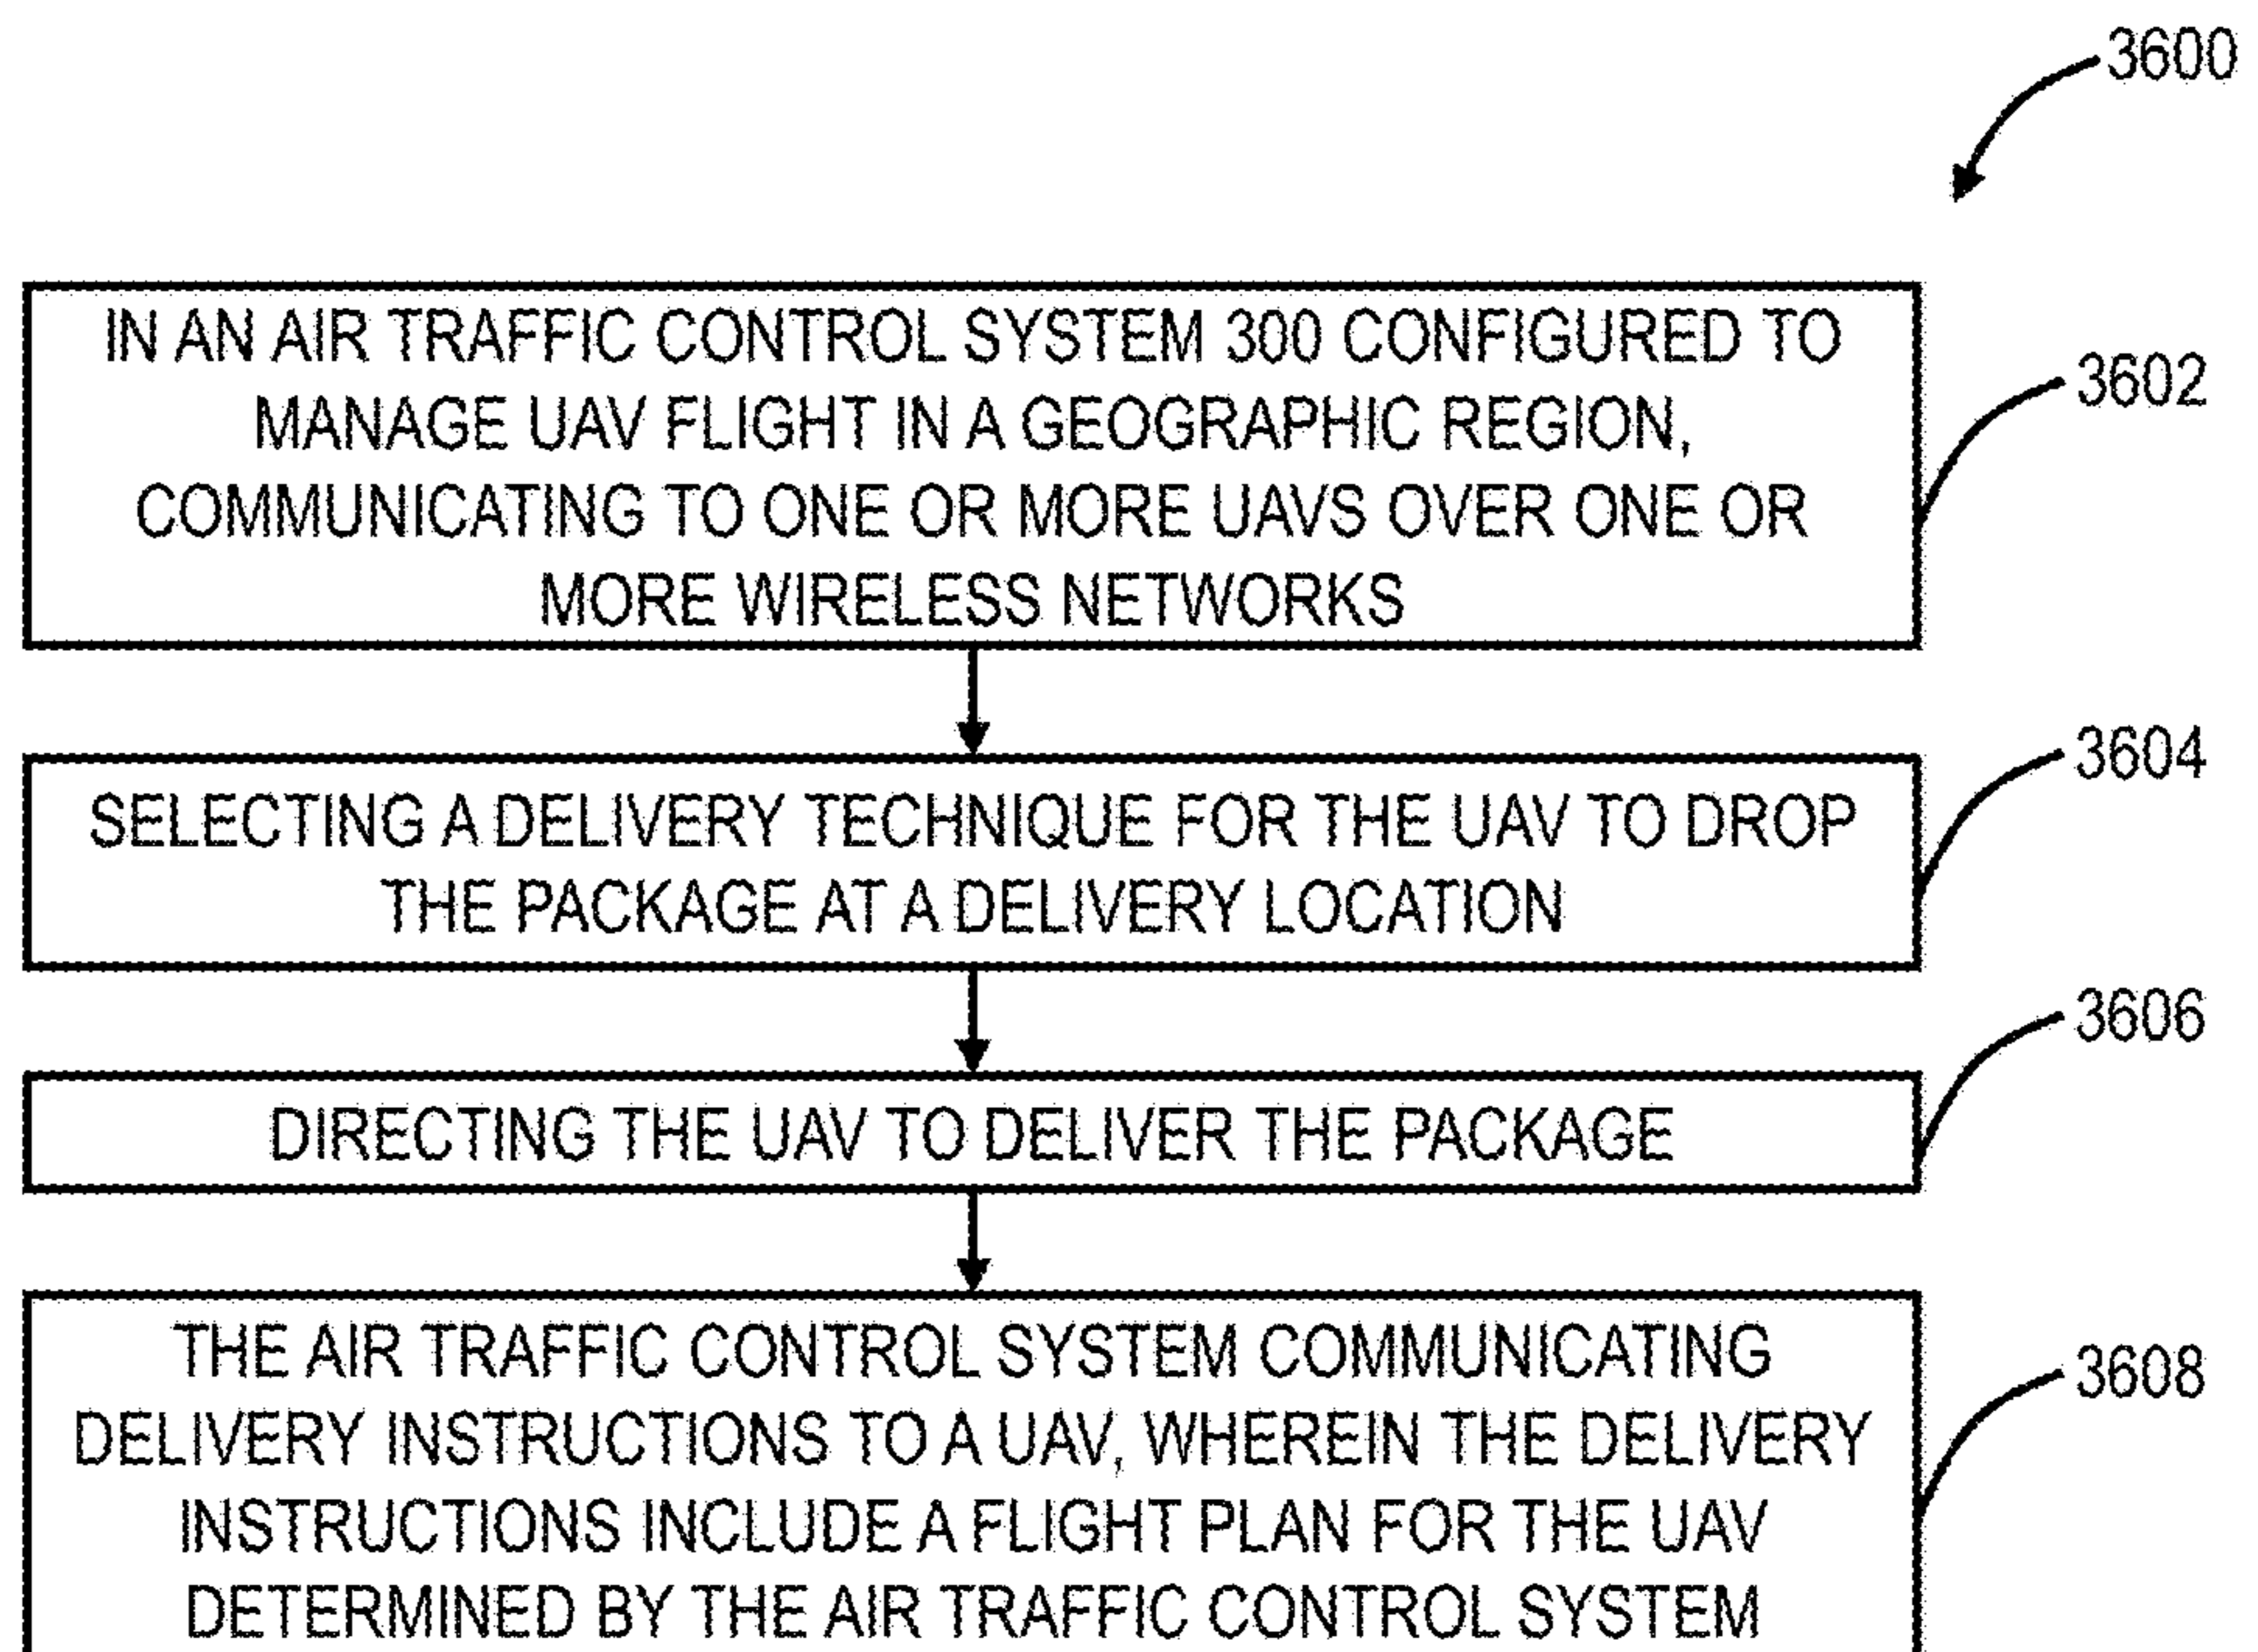 3600
IN AN AIR TRAFFIC CONTROL SYSTEM 300 CONFIGURED TO
MANAGE UAV FLIGHT IN A GEOGRAPHIC REGION,
COMMUNICATING TO ONE OR MORE UAVS OVER ONE OR
MORE WIRELESS NETWORKS
3602
SELECTING A DELIVERY TECHNIQUE FOR THE UAV TO DROP
THE PACKAGE AT A DELIVERY LOCATION
3604
DIRECTING THE UAV TO DELIVER THE PACKAGE
3606
THE AIR TRAFFIC CONTROL SYSTEM COMMUNICATING
DELIVERY INSTRUCTIONS TO A UAV, WHEREIN THE DELIVERY
INSTRUCTIONS INCLUDE A FLIGHT PLAN FOR THE UAV
DETERMINED BY THE AIR TRAFFIC CONTROL SYSTEM
3608